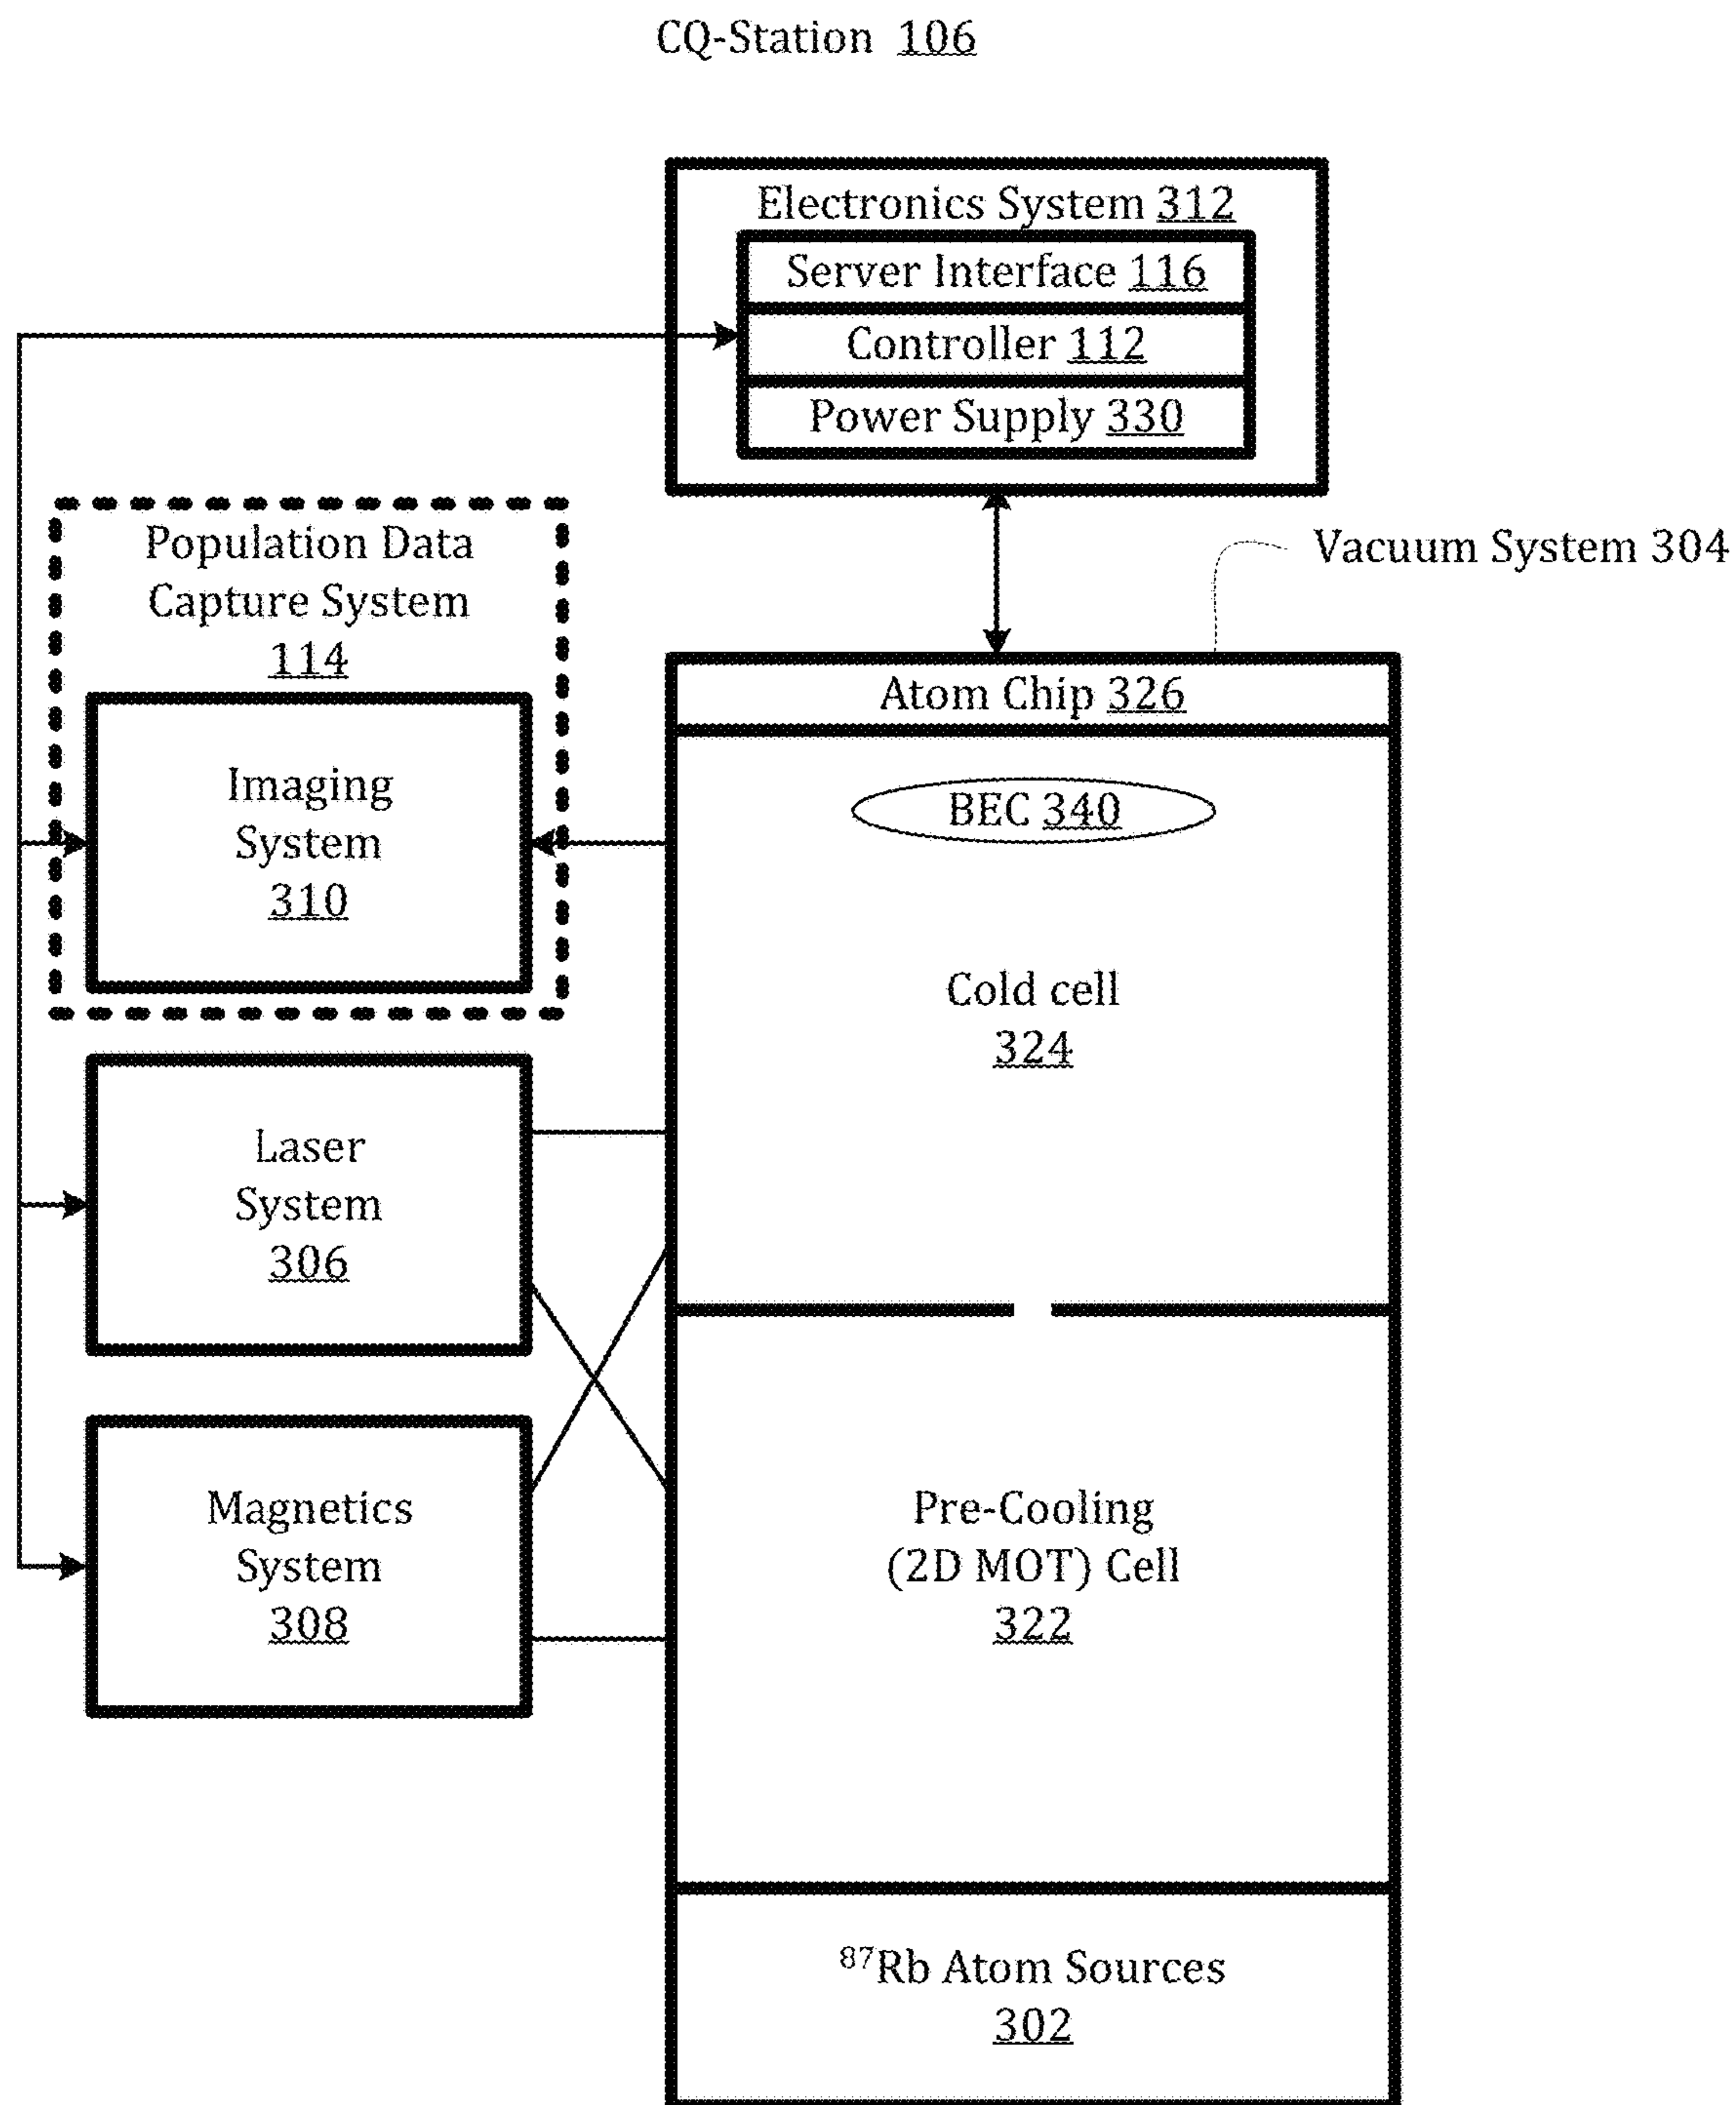 CQ-Station 106
Electronics System 312
Server Interface 116
Controller 112
Power Supply 330
Population Data
Capture System
114
Vacuum System 304
Atom Chip 326
Imaging
System
310
BEC 340
Cold cell
324
Laser
System
306
Magnetics
System
308
Pre-Cooling
(2D MOT) Cell
322
⁸⁷Rb Atom Sources
302